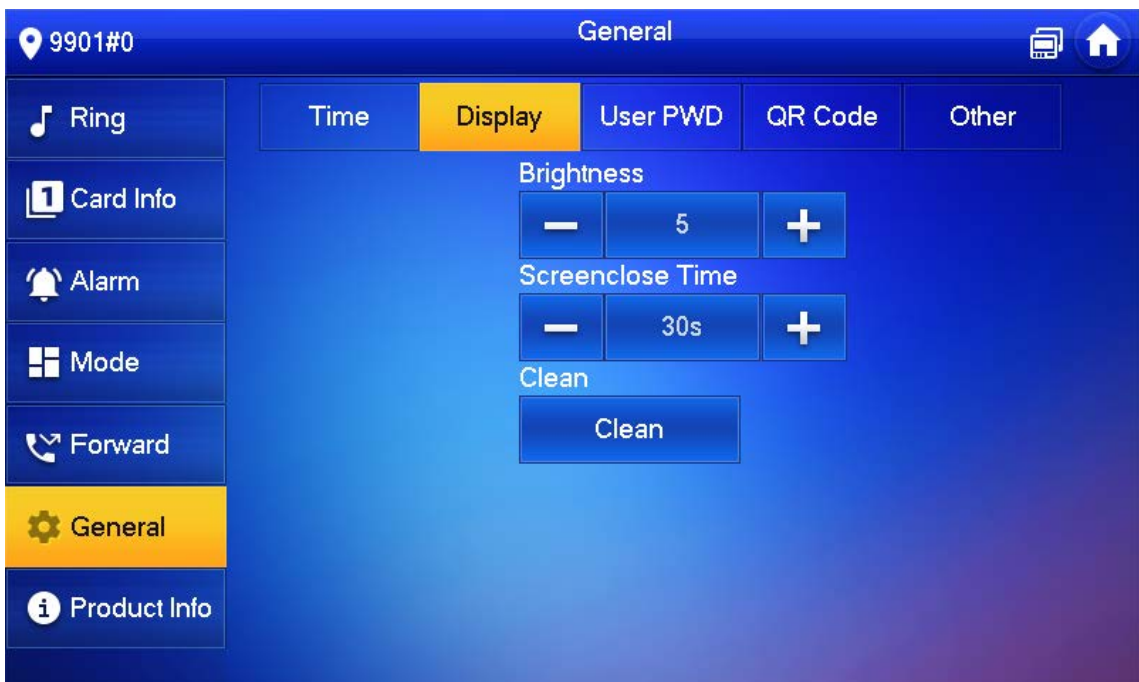 9901#0
General
Ring
Card Info
Alarm
Mode
Forward
General
Product Info
Time
Display
User PWD
QR Code
Other
Brightness
5
Screenclose Time
30s
Clean
Clean